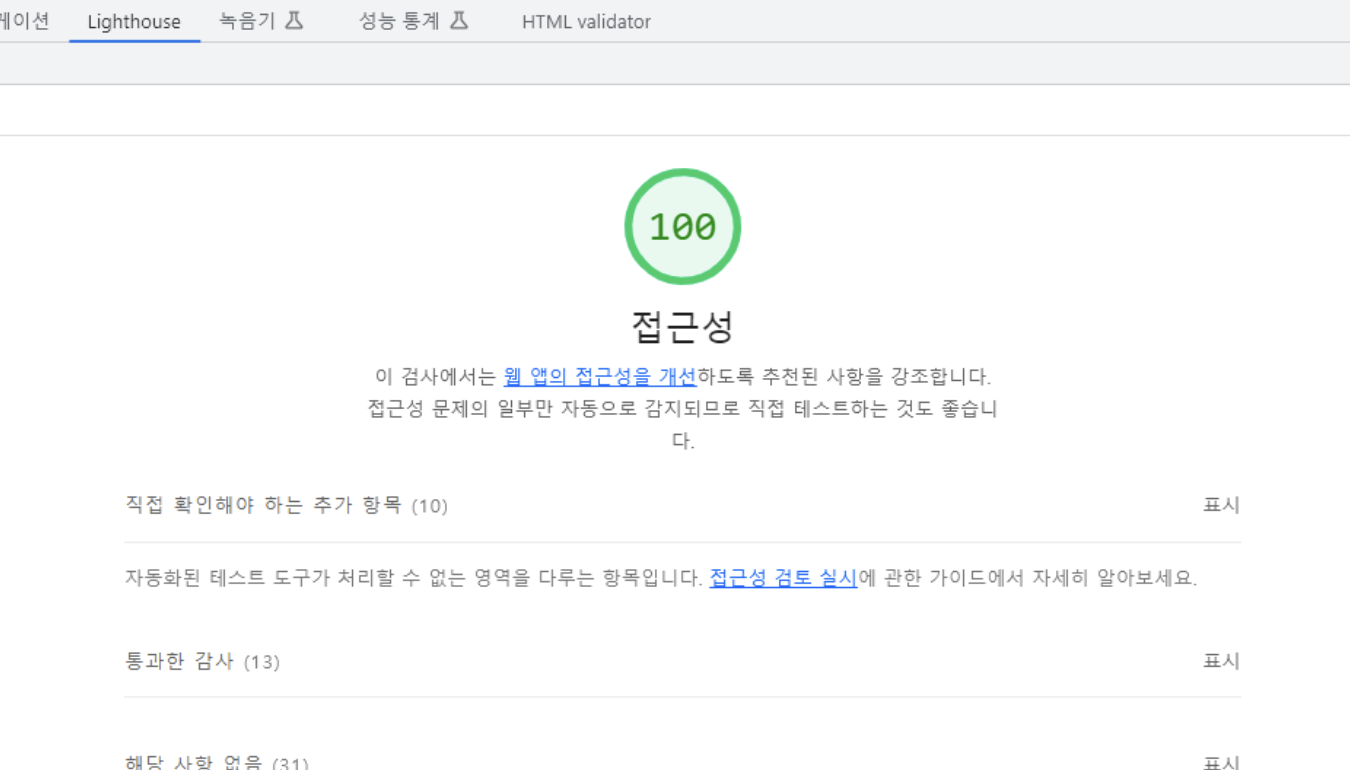 케이션 Lighthouse 녹음기 성능 통계 HTML validator
100
접근성
이 검사에서는 웹 앱의 접근성을 개선하도록 추천된 사항을 강조합니다.
접근성 문제의 일부만 자동으로 감지되므로 직접 테스트하는 것도 좋습니
다.
직접 확인해야 하는 추가 항목 (10) 표시
자동화된 테스트 도구가 처리할 수 없는 영역을 다루는 항목입니다. 접근성 검토 실시에 관한 가이드에서 자세히 알아보세요.
통과한 감사 (13) 표시
해당 사항 없음 (31) 표시